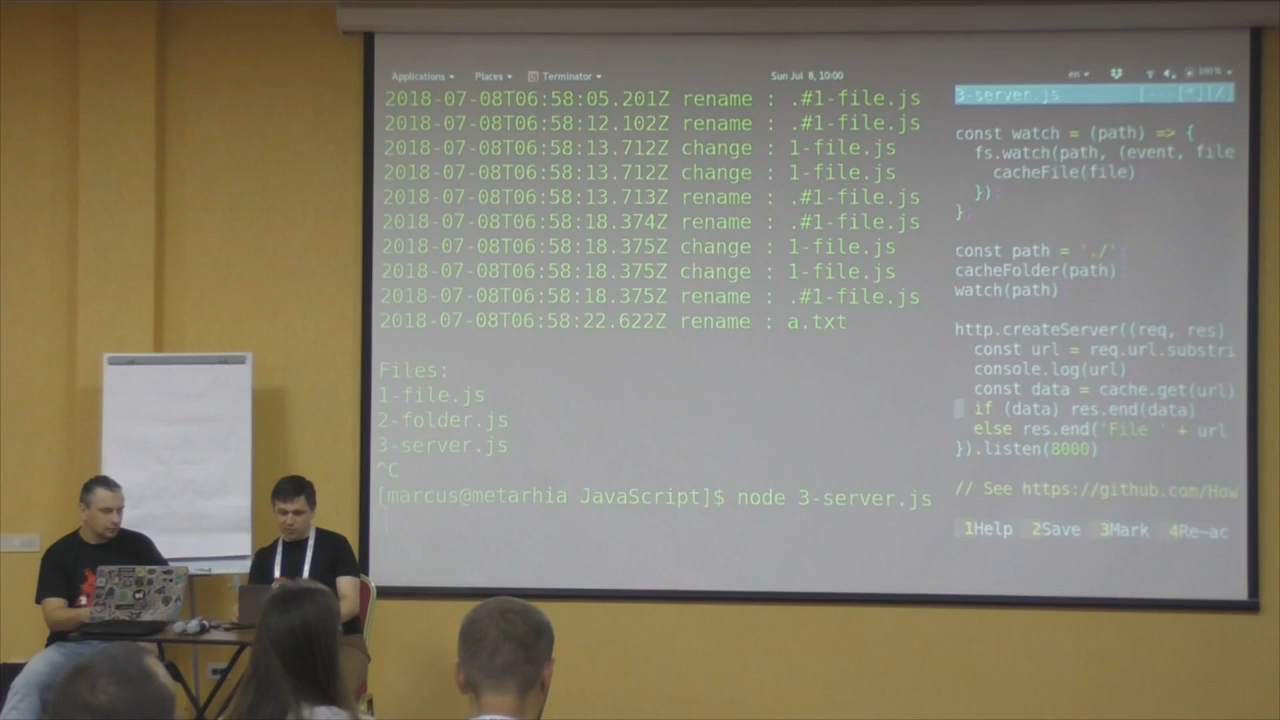 Applications Places Terminator Sun Jul 8, 10:00 en 100%
2018-07-08T06:58:05.201Z rename : .#1-file.js
2018-07-08T06:58:12.102Z rename : .#1-file.js
2018-07-08T06:58:13.712Z change : 1-file.js
2018-07-08T06:58:13.712Z change : 1-file.js
2018-07-08T06:58:13.713Z rename : .#1-file.js
2018-07-08T06:58:18.374Z rename : .#1-file.js
2018-07-08T06:58:18.375Z change : 1-file.js
2018-07-08T06:58:18.375Z change : 1-file.js
2018-07-08T06:58:18.375Z rename : .#1-file.js
2018-07-08T06:58:22.622Z rename : a.txt
Files:
1-file.js
2-folder.js
3-server.js
^C
[marcus@metarhia JavaScript]$ node 3-server.js
3-server.js
const watch = (path) => {
fs.watch(path, (event, file
cacheFile(file)
});
};
const path = './';
cacheFolder(path)
watch(path)
http.createServer((req, res)
const url = req.url.substri
console.log(url)
const data = cache.get(url)
if (data) res.end(data)
else res.end('File ' + url
}).listen(8000)
// See https://github.com/How
1Help 2Save 3Mark 4Re~ac